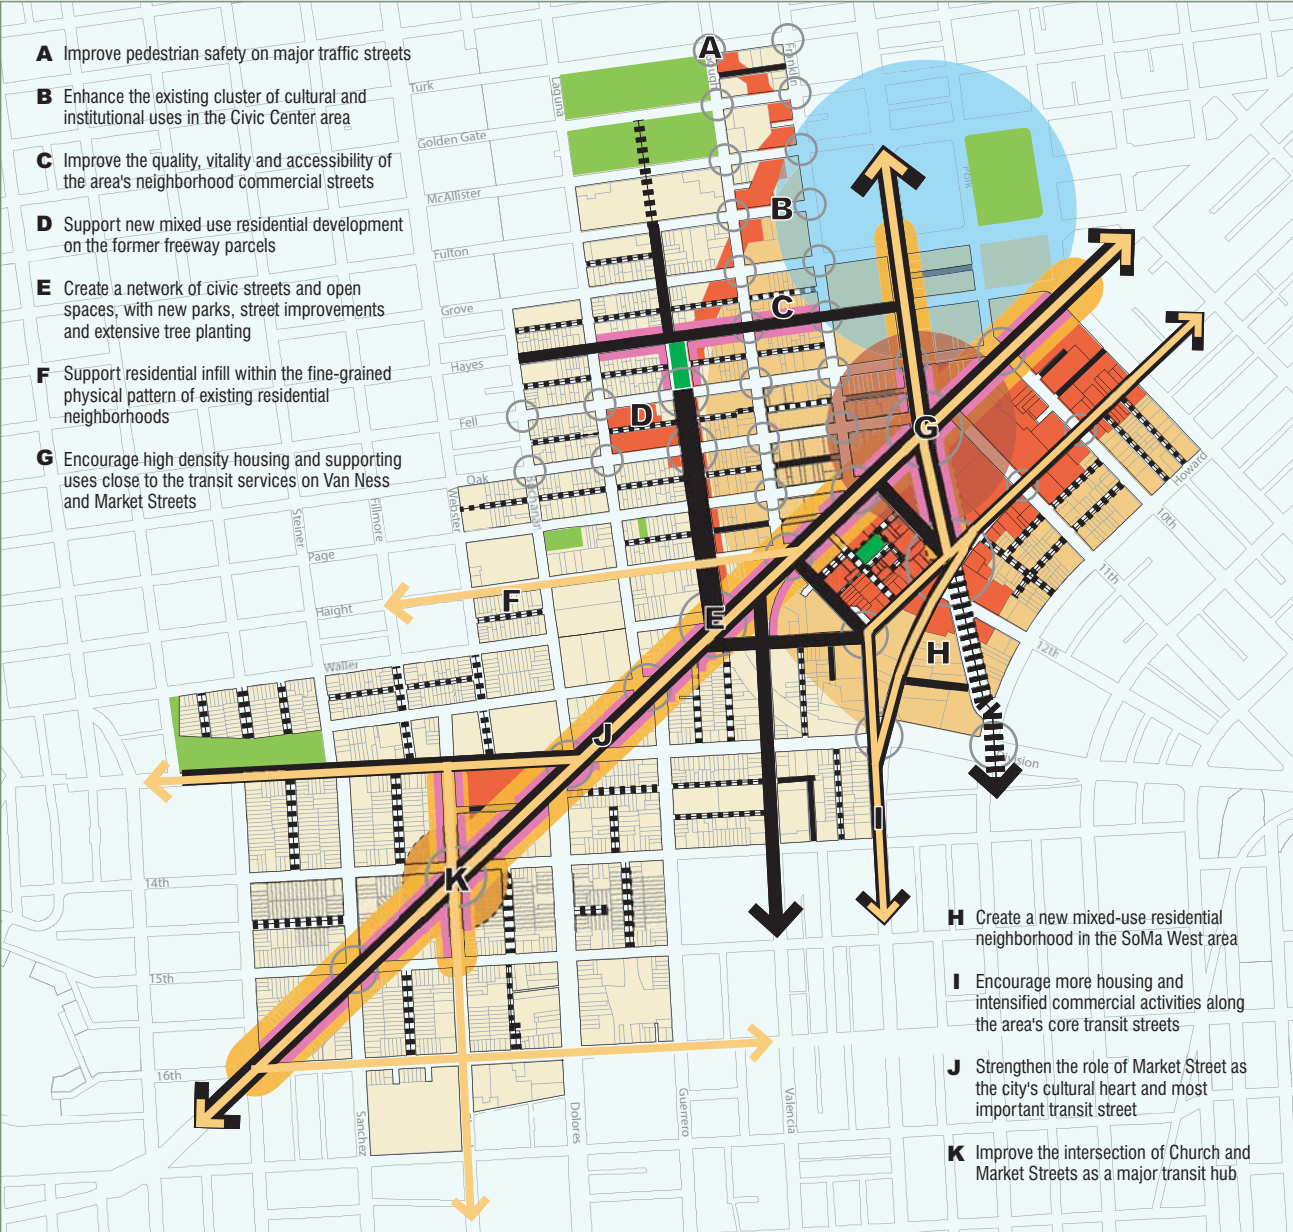 A Improve pedestrian safety on major traffic streets
B Enhance the existing cluster of cultural and
institutional uses in the Civic Center area
C Improve the quality, vitality and accessibility of
the area's neighborhood commercial streets
D Support new mixed use residential development
on the former freeway parcels
E Create a network of civic streets and open
spaces, with new parks, street improvements
and extensive tree planting
F Support residential infill within the fine-grained
physical pattern of existing residential
neighborhoods
G Encourage high density housing and supporting
uses close to the transit services on Van Ness
and Market Streets
Turk
Golden Gate
McAllister
Fulton
Grove
Hayes
Fell
Oak
Page
Haight
Waller
14th
15th
16th
Laguna
Gough
Franklin
Polk
Steiner
Fillmore
Webster
Buchanan
Howard
10th
11th
12th
Division
Sanchez
Dolores
Guerrero
Valencia
A
B
C
D
E
F
G
H
I
J
K
H Create a new mixed-use residential
neighborhood in the SoMa West area
I Encourage more housing and
intensified commercial activities along
the area's core transit streets
J Strengthen the role of Market Street as
the city's cultural heart and most
important transit street
K Improve the intersection of Church and
Market Streets as a major transit hub